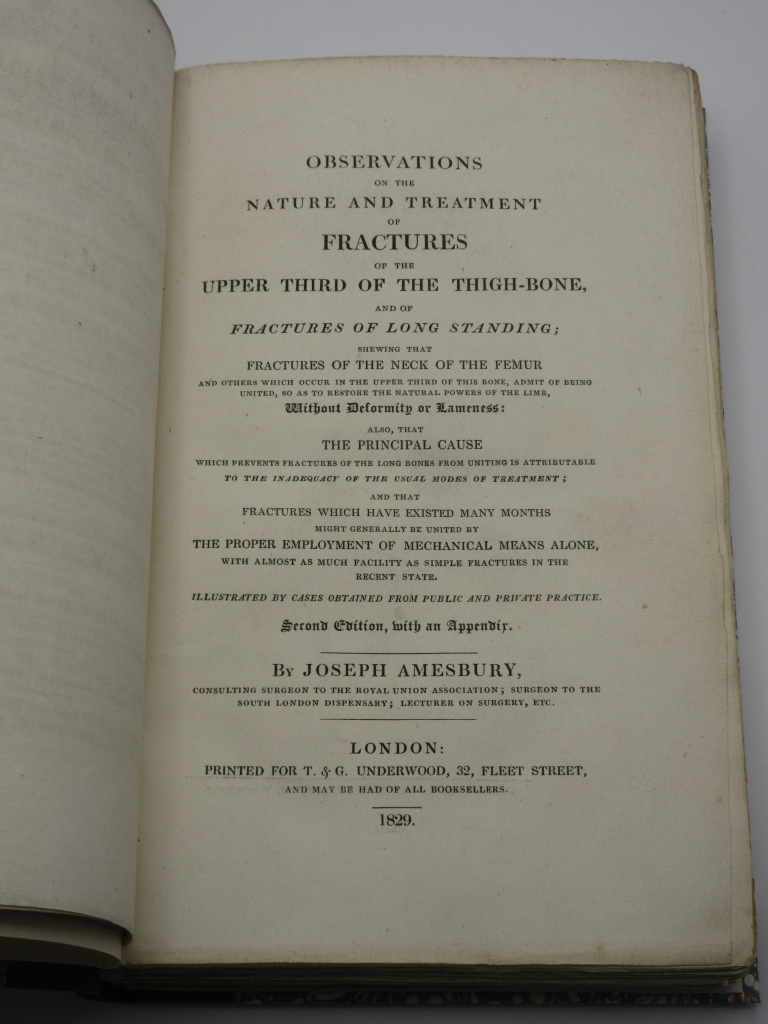 OBSERVATIONS
ON THE
NATURE AND TREATMENT
OF
FRACTURES
OF THE
UPPER THIRD OF THE THIGH-BONE,
AND OF
FRACTURES OF LONG STANDING;
SHEWING THAT
FRACTURES OF THE NECK OF THE FEMUR
AND OTHERS WHICH OCCUR IN THE UPPER THIRD OF THIS BONE, ADMIT OF BEING
UNITED, SO AS TO RESTORE THE NATURAL POWERS OF THE LIMB,
Without Deformity or Lameness:
ALSO, THAT
THE PRINCIPAL CAUSE
WHICH PREVENTS FRACTURES OF THE LONG BONES FROM UNITING IS ATTRIBUTABLE
TO THE INADEQUACY OF THE USUAL MODES OF TREATMENT;
AND THAT
FRACTURES WHICH HAVE EXISTED MANY MONTHS
MIGHT GENERALLY BE UNITED BY
THE PROPER EMPLOYMENT OF MECHANICAL MEANS ALONE,
WITH ALMOST AS MUCH FACILITY AS SIMPLE FRACTURES IN THE
RECENT STATE.
ILLUSTRATED BY CASES OBTAINED FROM PUBLIC AND PRIVATE PRACTICE.
Second Edition, with an Appendix.
BY JOSEPH AMESBURY,
CONSULTING SURGEON TO THE ROYAL UNION ASSOCIATION; SURGEON TO THE
SOUTH LONDON DISPENSARY; LECTURER ON SURGERY, ETC.
LONDON:
PRINTED FOR T. & G. UNDERWOOD, 32, FLEET STREET,
AND MAY BE HAD OF ALL BOOKSELLERS.
1829.